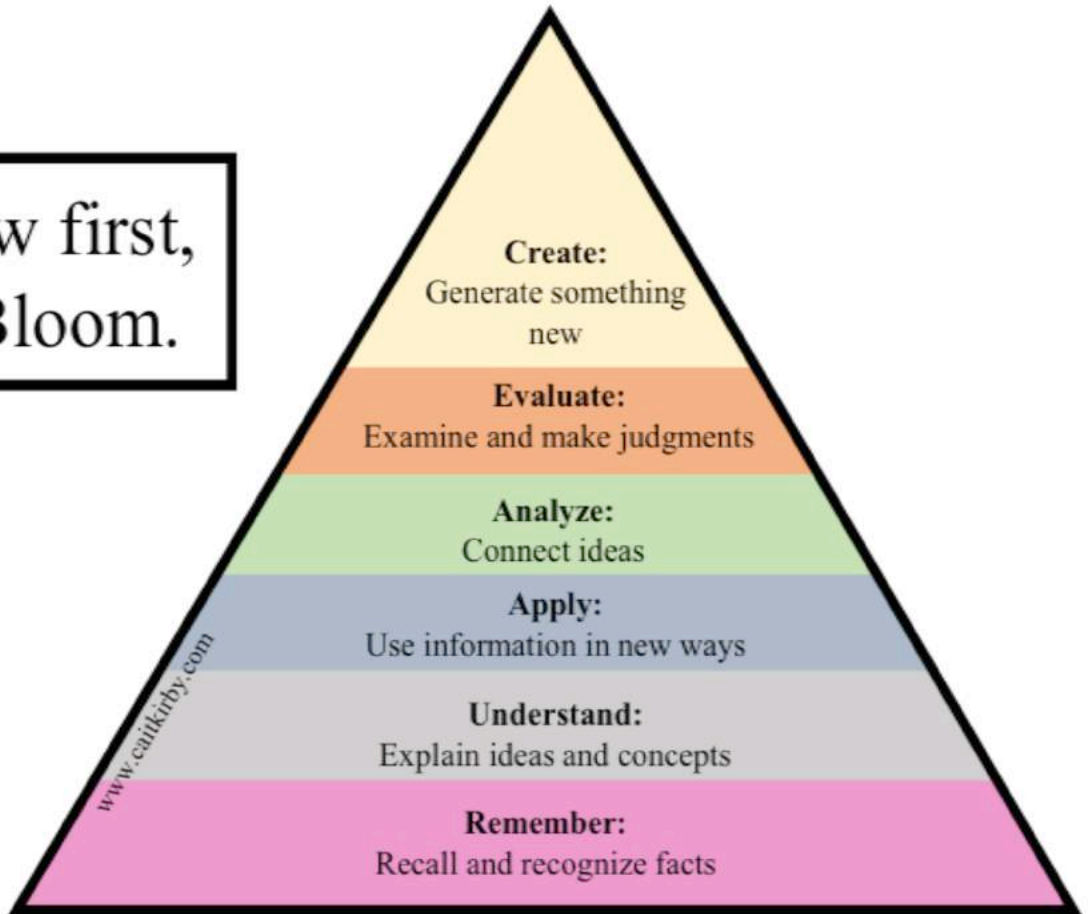 w first,
Bloom.
Create:
Generate something
new
Evaluate:
Examine and make judgments
Analyze:
Connect ideas
Apply:
Use information in new ways
Understand:
Explain ideas and concepts
Remember:
Recall and recognize facts
www.caitkirby.com